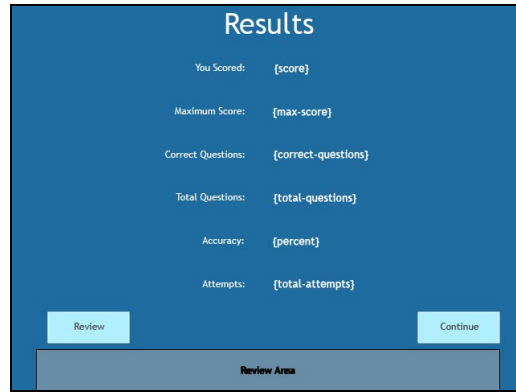 Results
You Scored: {score}
Maximum Score: {max-score}
Correct Questions: {correct-questions}
Total Questions: {total-questions}
Accuracy: {percent}
Attempts: {total-attempts}
Review Continue
Review Area